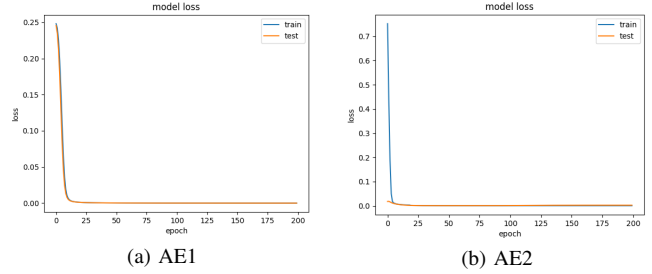 model loss
0.25
0.20
0.15
0.10
0.05
0.00
loss
train
test
0 25 50 75 100 125 150 175 200
epoch
(a) AE1
model loss
0.7
0.6
0.5
0.4
0.3
0.2
0.1
0.0
loss
train
test
0 25 50 75 100 125 150 175 200
epoch
(b) AE2